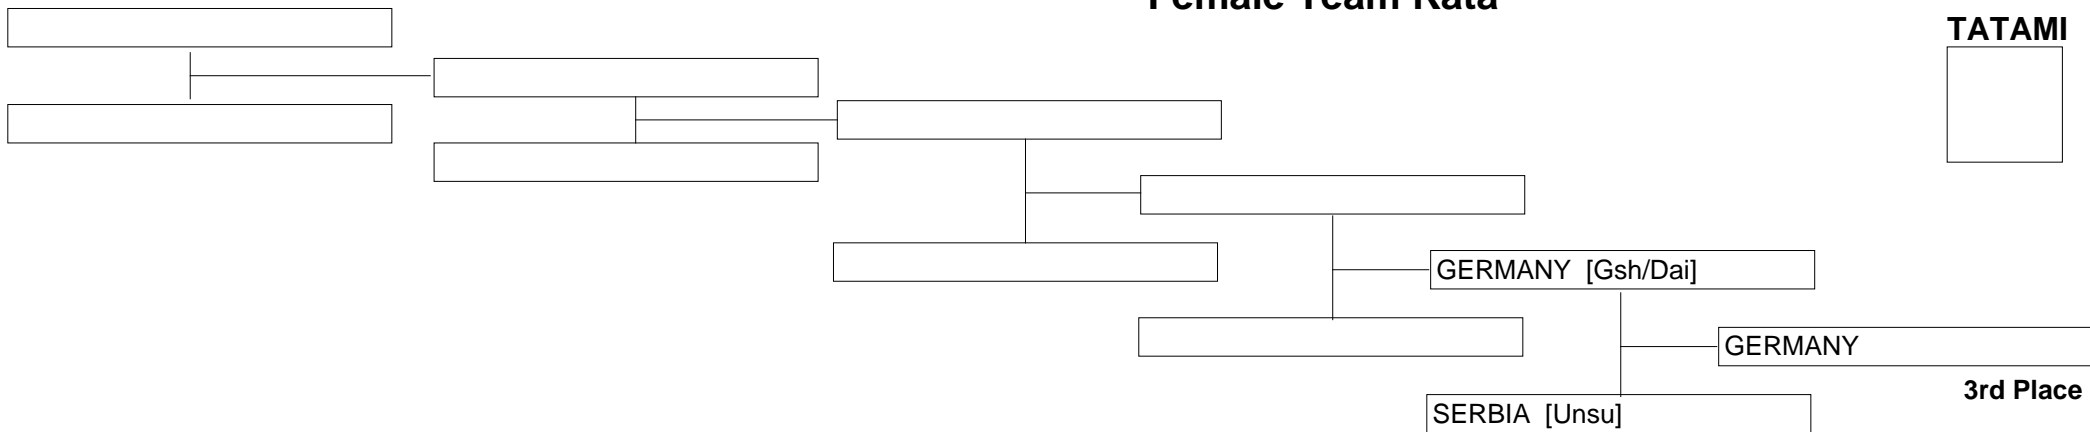 Female Team Kata
TATAMI
GERMANY [Gsh/Dai]
GERMANY
3rd Place
SERBIA [Unsu]